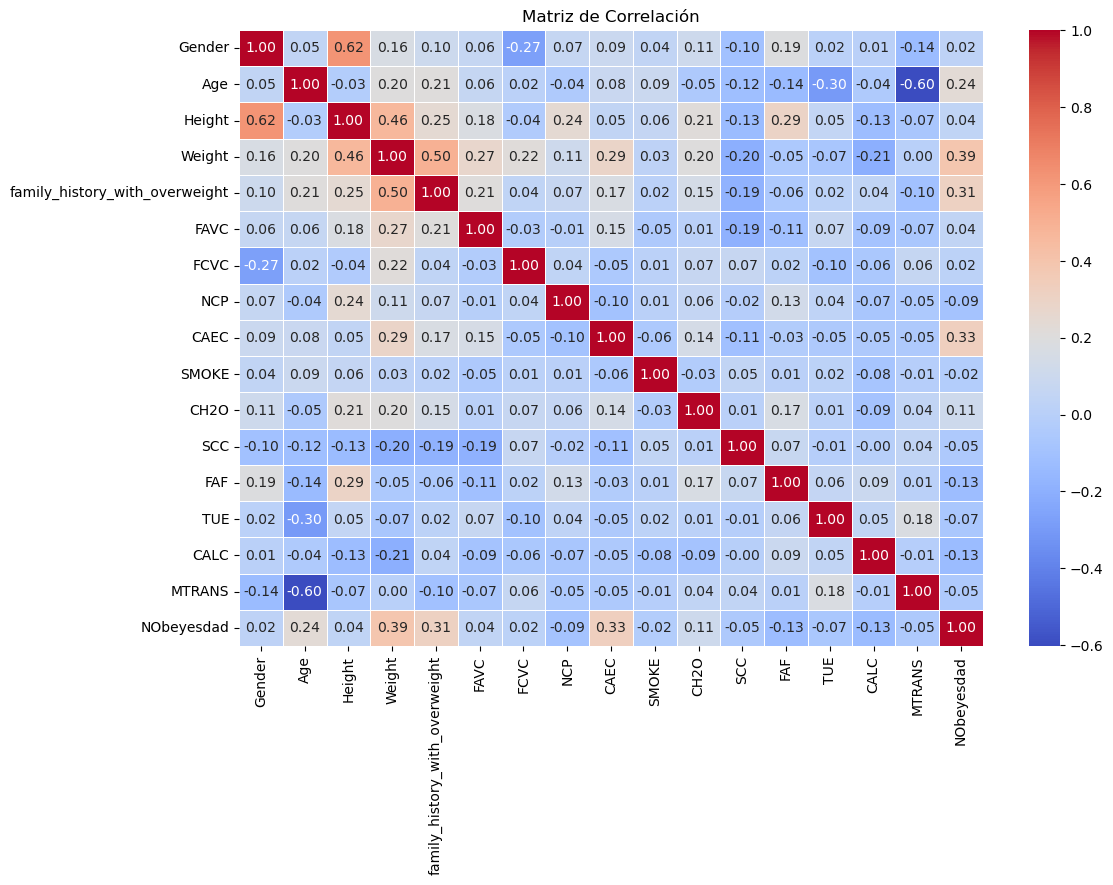 Matriz de Correlación
Gender 1.00 0.05 0.62 0.16 0.10 0.06 -0.27 0.07 0.09 0.04 0.11 -0.10 0.19 0.02 0.01 -0.14 0.02
Age 0.05 1.00 -0.03 0.20 0.21 0.06 0.02 -0.04 0.08 0.09 -0.05 -0.12 -0.14 -0.30 -0.04 -0.60 0.24
Height 0.62 -0.03 1.00 0.46 0.25 0.18 -0.04 0.24 0.05 0.06 0.21 -0.13 0.29 0.05 -0.13 -0.07 0.04
Weight 0.16 0.20 0.46 1.00 0.50 0.27 0.22 0.11 0.29 0.03 0.20 -0.20 -0.05 -0.07 -0.21 0.00 0.39
family_history_with_overweight 0.10 0.21 0.25 0.50 1.00 0.21 0.04 0.07 0.17 0.02 0.15 -0.19 -0.06 0.02 0.04 -0.10 0.31
FAVC 0.06 0.06 0.18 0.27 0.21 1.00 -0.03 -0.01 0.15 -0.05 0.01 -0.19 -0.11 0.07 -0.09 -0.07 0.04
FCVC -0.27 0.02 -0.04 0.22 0.04 -0.03 1.00 0.04 -0.05 0.01 0.07 0.07 0.02 -0.10 -0.06 0.06 0.02
NCP 0.07 -0.04 0.24 0.11 0.07 -0.01 0.04 1.00 -0.10 0.01 0.06 -0.02 0.13 0.04 -0.07 -0.05 -0.09
CAEC 0.09 0.08 0.05 0.29 0.17 0.15 -0.05 -0.10 1.00 -0.06 0.14 -0.11 -0.03 -0.05 -0.05 -0.05 0.33
SMOKE 0.04 0.09 0.06 0.03 0.02 -0.05 0.01 0.01 -0.06 1.00 -0.03 0.05 0.01 0.02 -0.08 -0.01 -0.02
CH2O 0.11 -0.05 0.21 0.20 0.15 0.01 0.07 0.06 0.14 -0.03 1.00 0.01 0.17 0.01 -0.09 0.04 0.11
SCC -0.10 -0.12 -0.13 -0.20 -0.19 -0.19 0.07 -0.02 -0.11 0.05 0.01 1.00 0.07 -0.01 -0.00 0.04 -0.05
FAF 0.19 -0.14 0.29 -0.05 -0.06 -0.11 0.02 0.13 -0.03 0.01 0.17 0.07 1.00 0.06 0.09 0.01 -0.13
TUE 0.02 -0.30 0.05 -0.07 0.02 0.07 -0.10 0.04 -0.05 0.02 0.01 -0.01 0.06 1.00 0.05 0.18 -0.07
CALC 0.01 -0.04 -0.13 -0.21 0.04 -0.09 -0.06 -0.07 -0.05 -0.08 -0.09 -0.00 0.09 0.05 1.00 -0.01 -0.13
MTRANS -0.14 -0.60 -0.07 0.00 -0.10 -0.07 0.06 -0.05 -0.05 -0.01 0.04 0.04 0.01 0.18 -0.01 1.00 -0.05
NObeyesdad 0.02 0.24 0.04 0.39 0.31 0.04 0.02 -0.09 0.33 -0.02 0.11 -0.05 -0.13 -0.07 -0.13 -0.05 1.00
Gender
Age
Height
Weight
family_history_with_overweight
FAVC
FCVC
NCP
CAEC
SMOKE
CH2O
SCC
FAF
TUE
CALC
MTRANS
NObeyesdad
1.0
0.8
0.6
0.4
0.2
0.0
−0.2
−0.4
−0.6